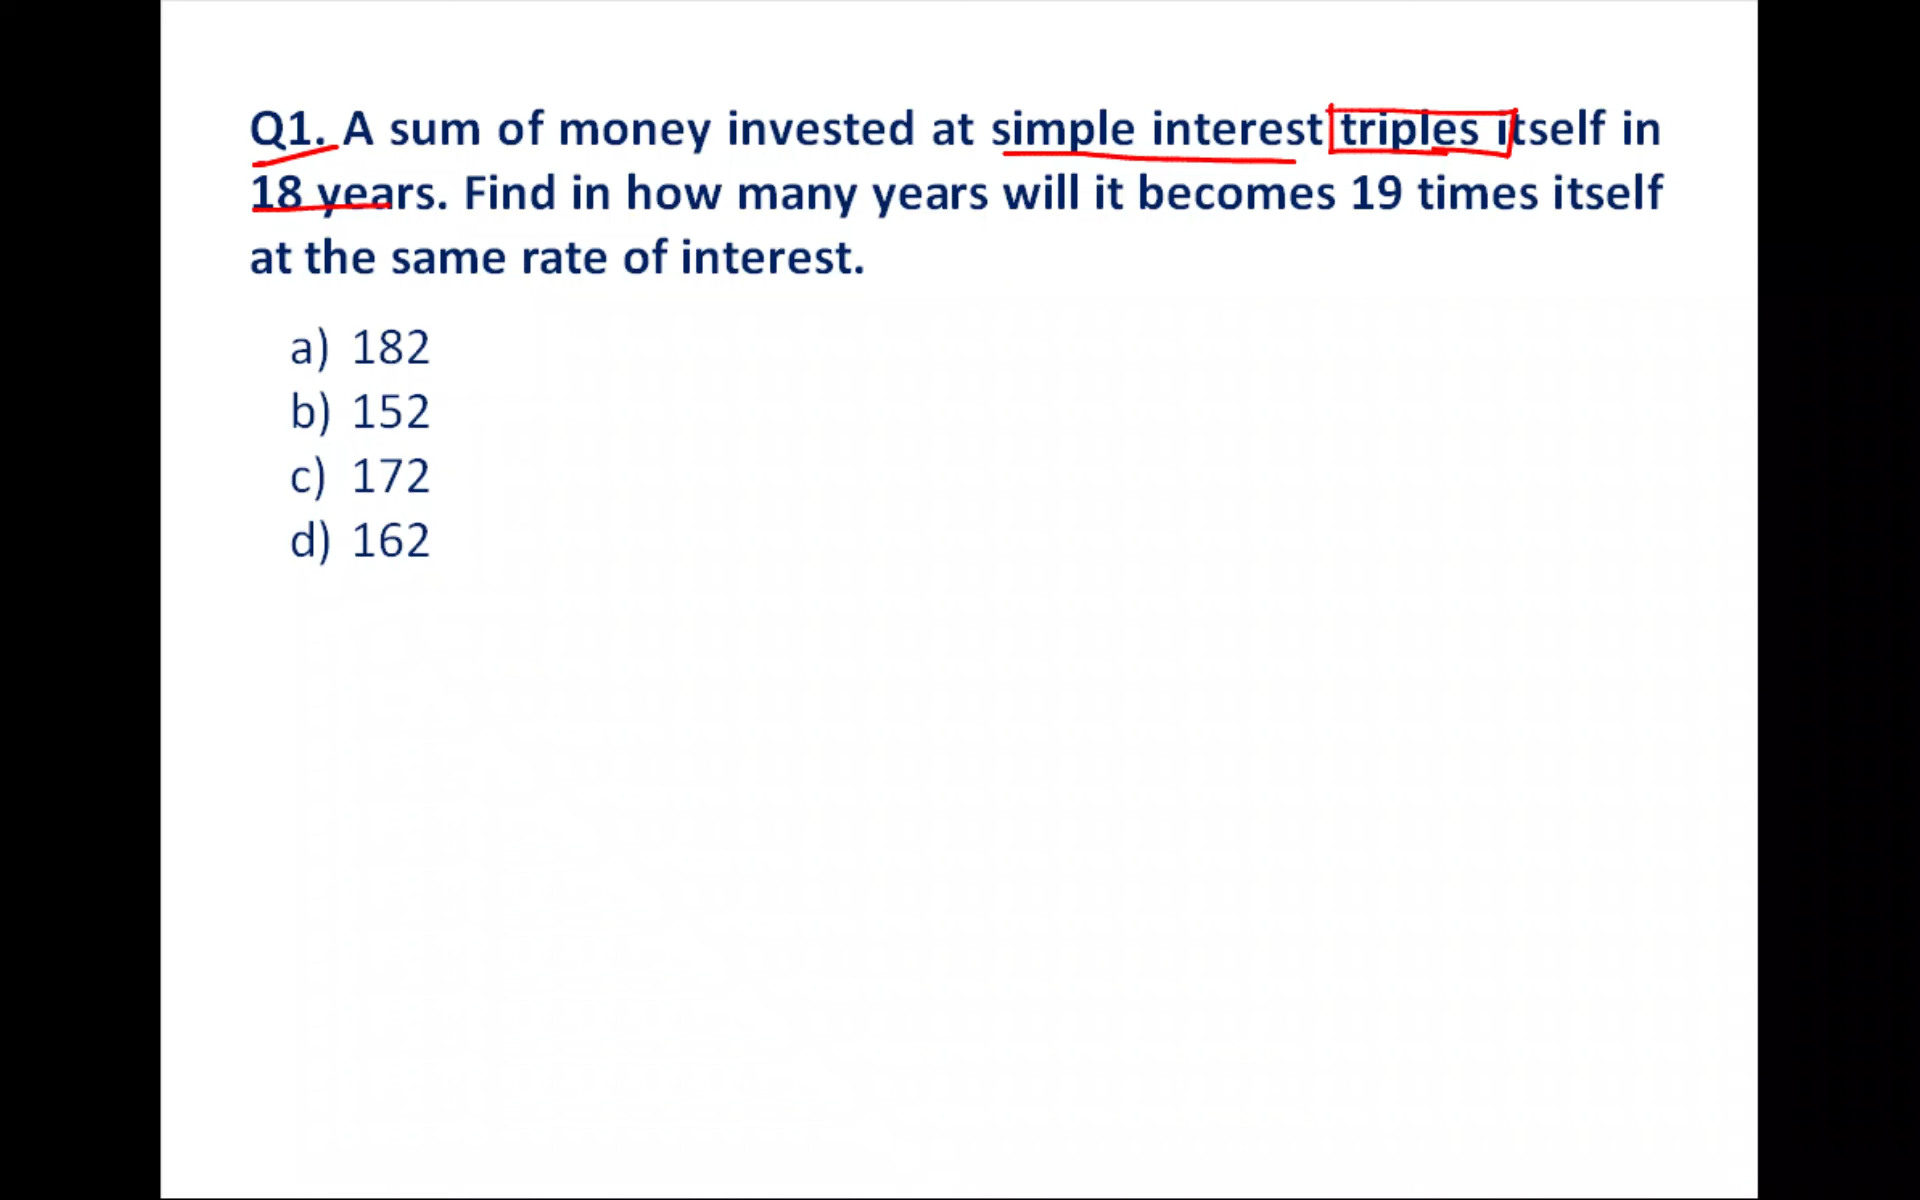 Q1. A sum of money invested at simple interest triples itself in
18 years. Find in how many years will it becomes 19 times itself
at the same rate of interest.
a) 182
b) 152
c) 172
d) 162